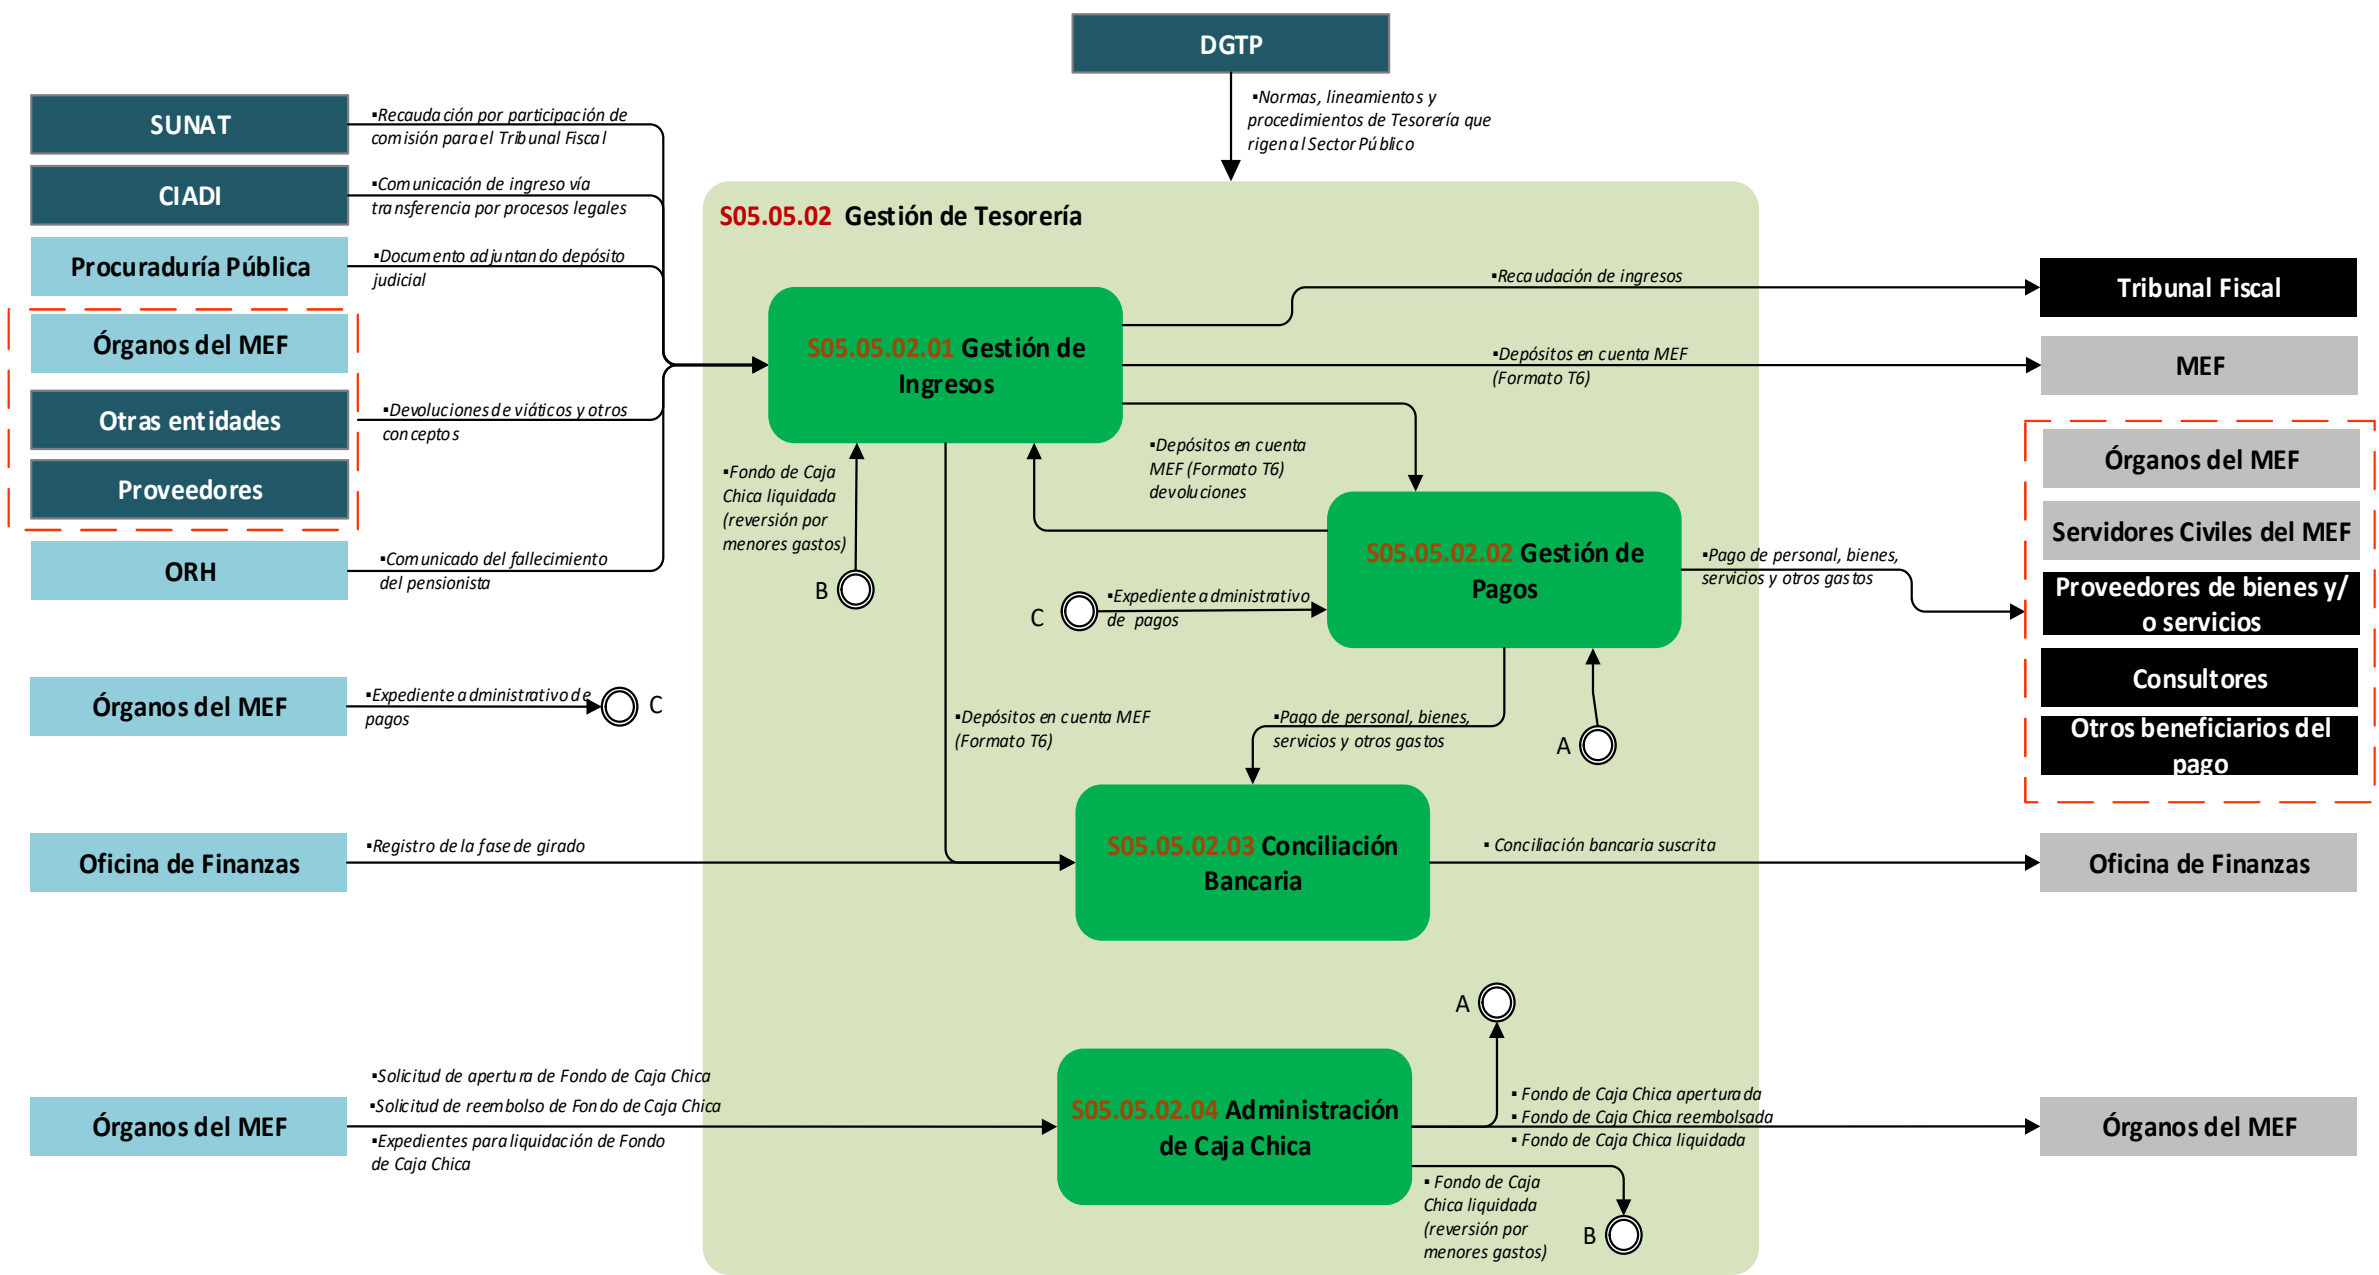 DGTP
▪Normas, lineamientos y
procedimientos de Tesorería que
rigen al Sector Público
SUNAT
▪Recaudación por participación de
comisión para el Tribunal Fiscal
CIADI
▪Comunicación de ingreso vía
transferencia por procesos legales
Procuraduría Pública
▪Documento adjuntando depósito
judicial
Órganos del MEF
Otras entidades
Proveedores
▪Devoluciones de viáticos y otros
conceptos
ORH
▪Comunicado del fallecimiento
del pensionista
Órganos del MEF
▪Expediente administrativo de
pagos
C
Oficina de Finanzas
▪Registro de la fase de girado
Órganos del MEF
▪Solicitud de apertura de Fondo de Caja Chica
▪Solicitud de reembolso de Fondo de Caja Chica
▪Expedientes para liquidación de Fondo
de Caja Chica
S05.05.02 Gestión de Tesorería
S05.05.02.01 Gestión de
Ingresos
▪Recaudación de ingresos
▪Depósitos en cuenta MEF
(Formato T6)
▪Depósitos en cuenta
MEF (Formato T6)
devoluciones
▪Fondo de Caja
Chica liquidada
(reversión por
menores gastos)
B
S05.05.02.02 Gestión de
Pagos
C
▪Expediente administrativo
de pagos
▪Pago de personal, bienes,
servicios y otros gastos
▪Depósitos en cuenta MEF
(Formato T6)
▪Pago de personal, bienes,
servicios y otros gastos
A
S05.05.02.03 Conciliación
Bancaria
▪ Conciliación bancaria suscrita
A
S05.05.02.04 Administración
de Caja Chica
▪ Fondo de Caja Chica aperturada
▪ Fondo de Caja Chica reembolsada
▪ Fondo de Caja Chica liquidada
▪ Fondo de Caja
Chica liquidada
(reversión por
menores gastos)
B
Tribunal Fiscal
MEF
Órganos del MEF
Servidores Civiles del MEF
Proveedores de bienes y/
o servicios
Consultores
Otros beneficiarios del
pago
Oficina de Finanzas
Órganos del MEF